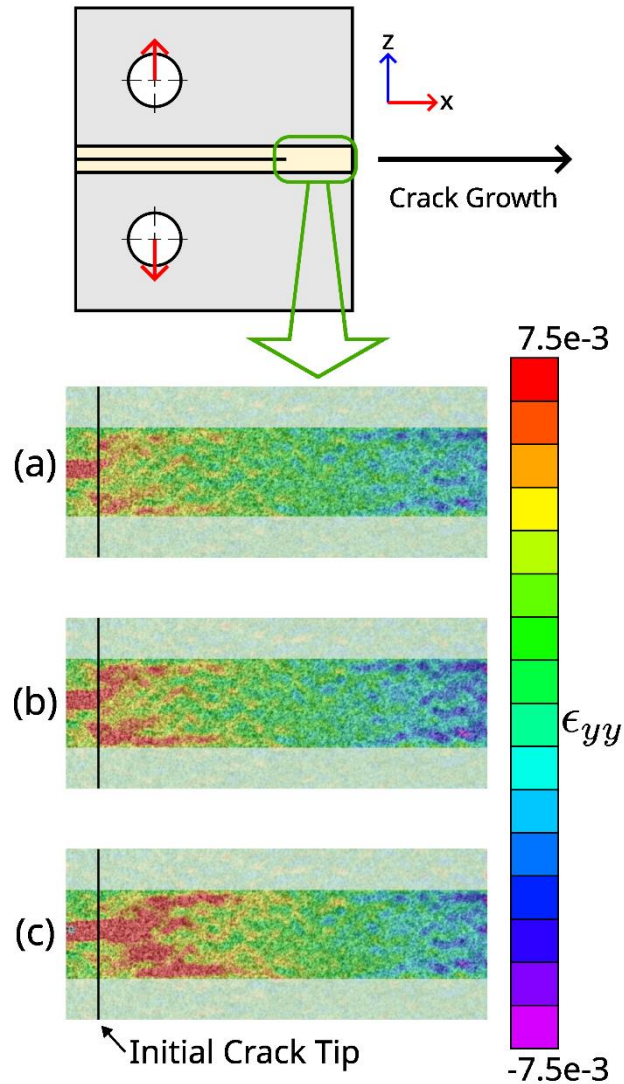 z
x
Crack Growth
7.5e-3
(a)
(b)
ϵyy
(c)
Initial Crack Tip
-7.5e-3